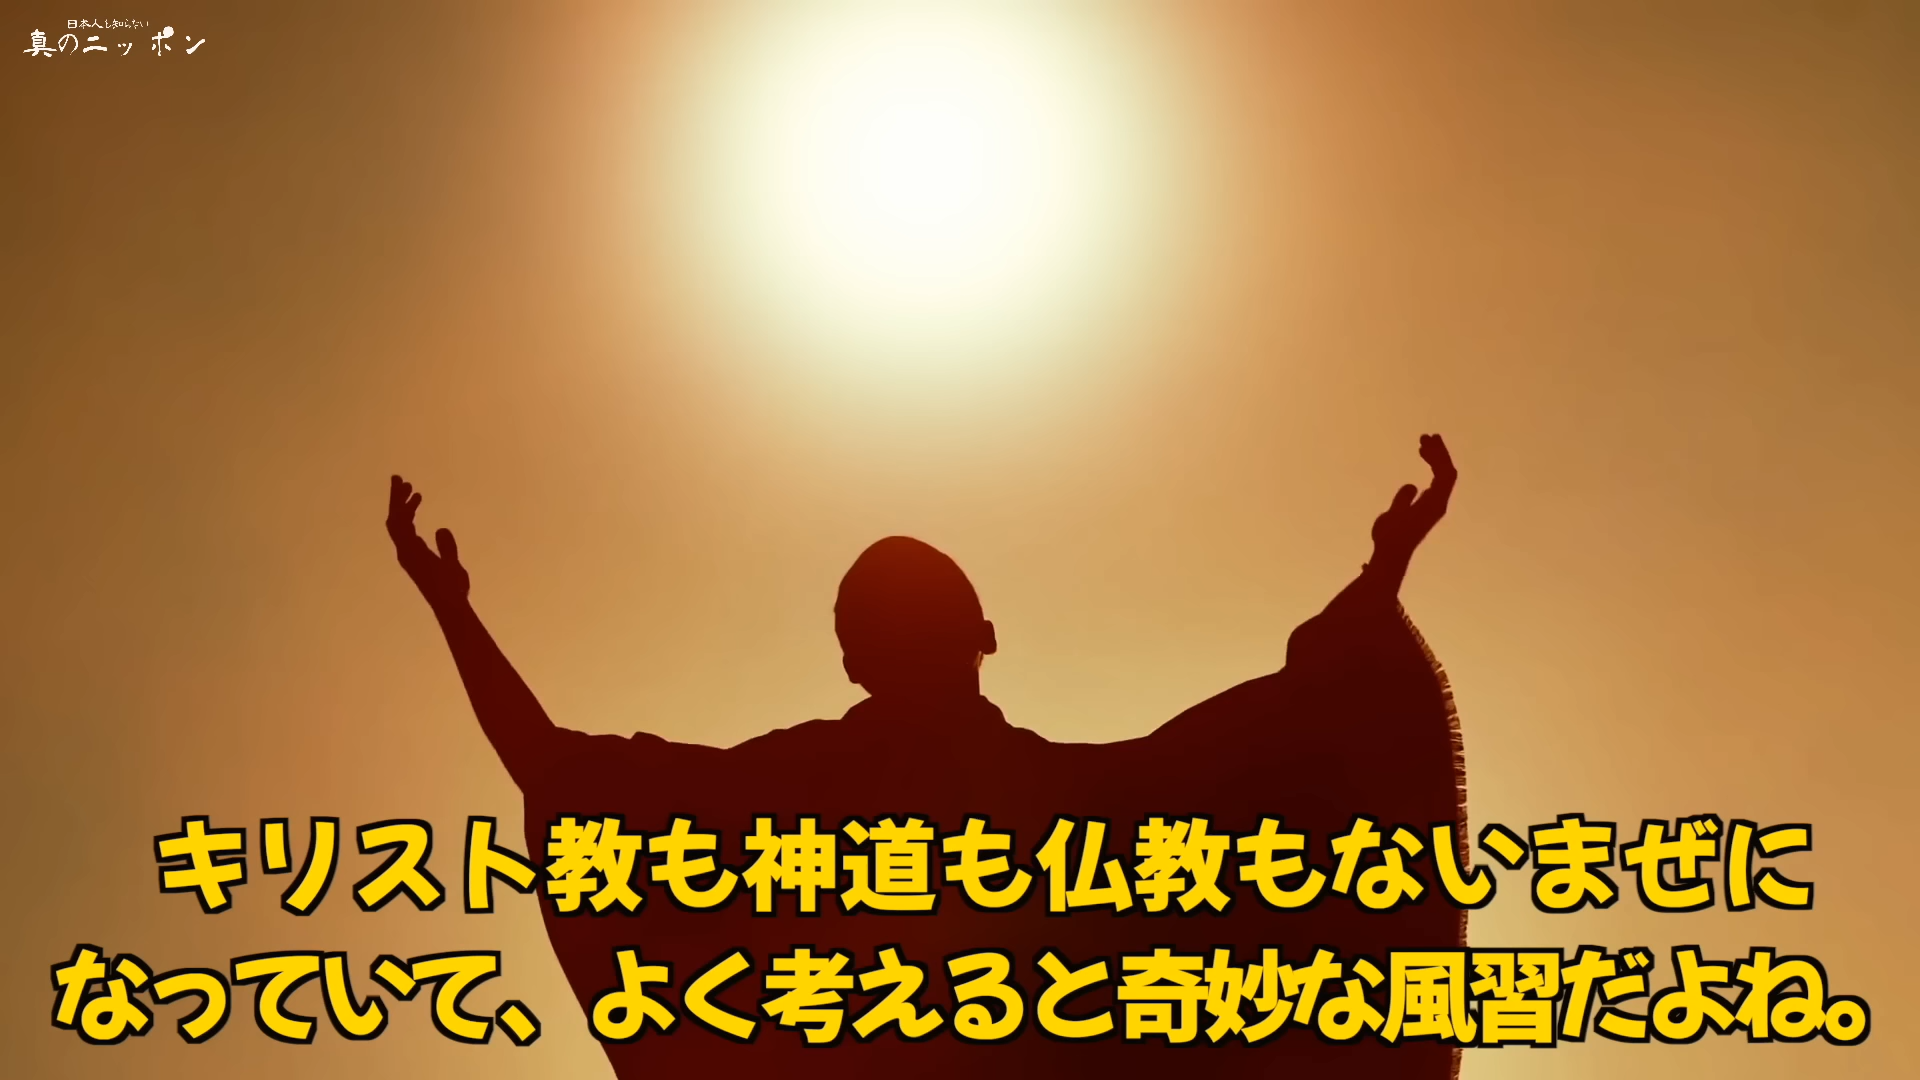 日本人も知らない
真のニッポン
キリスト教も神道も仏教もないまぜに
なっていて、よく考えると奇妙な風習だよね。